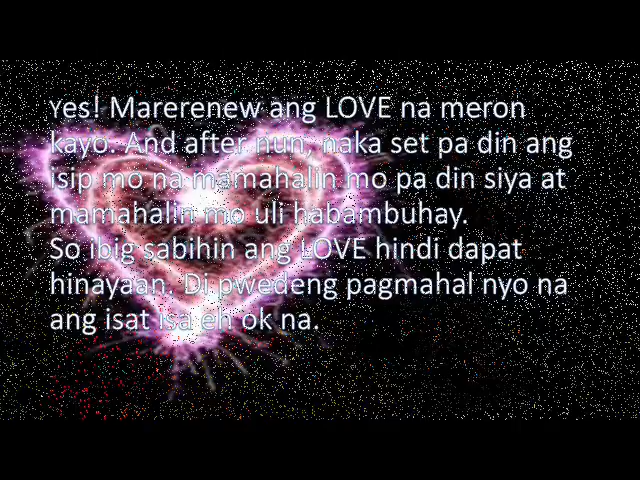 Yes! Marerenew ang LOVE na meron
kayo. And after nun, naka set pa din ang
isip mo na mamahalin mo pa din siya at
mamahalin mo uli habambuhay.
So ibig sabihin ang LOVE hindi dapat
hinayaan. Di pwedeng pagmahal nyo na
ang isat isa eh ok na.